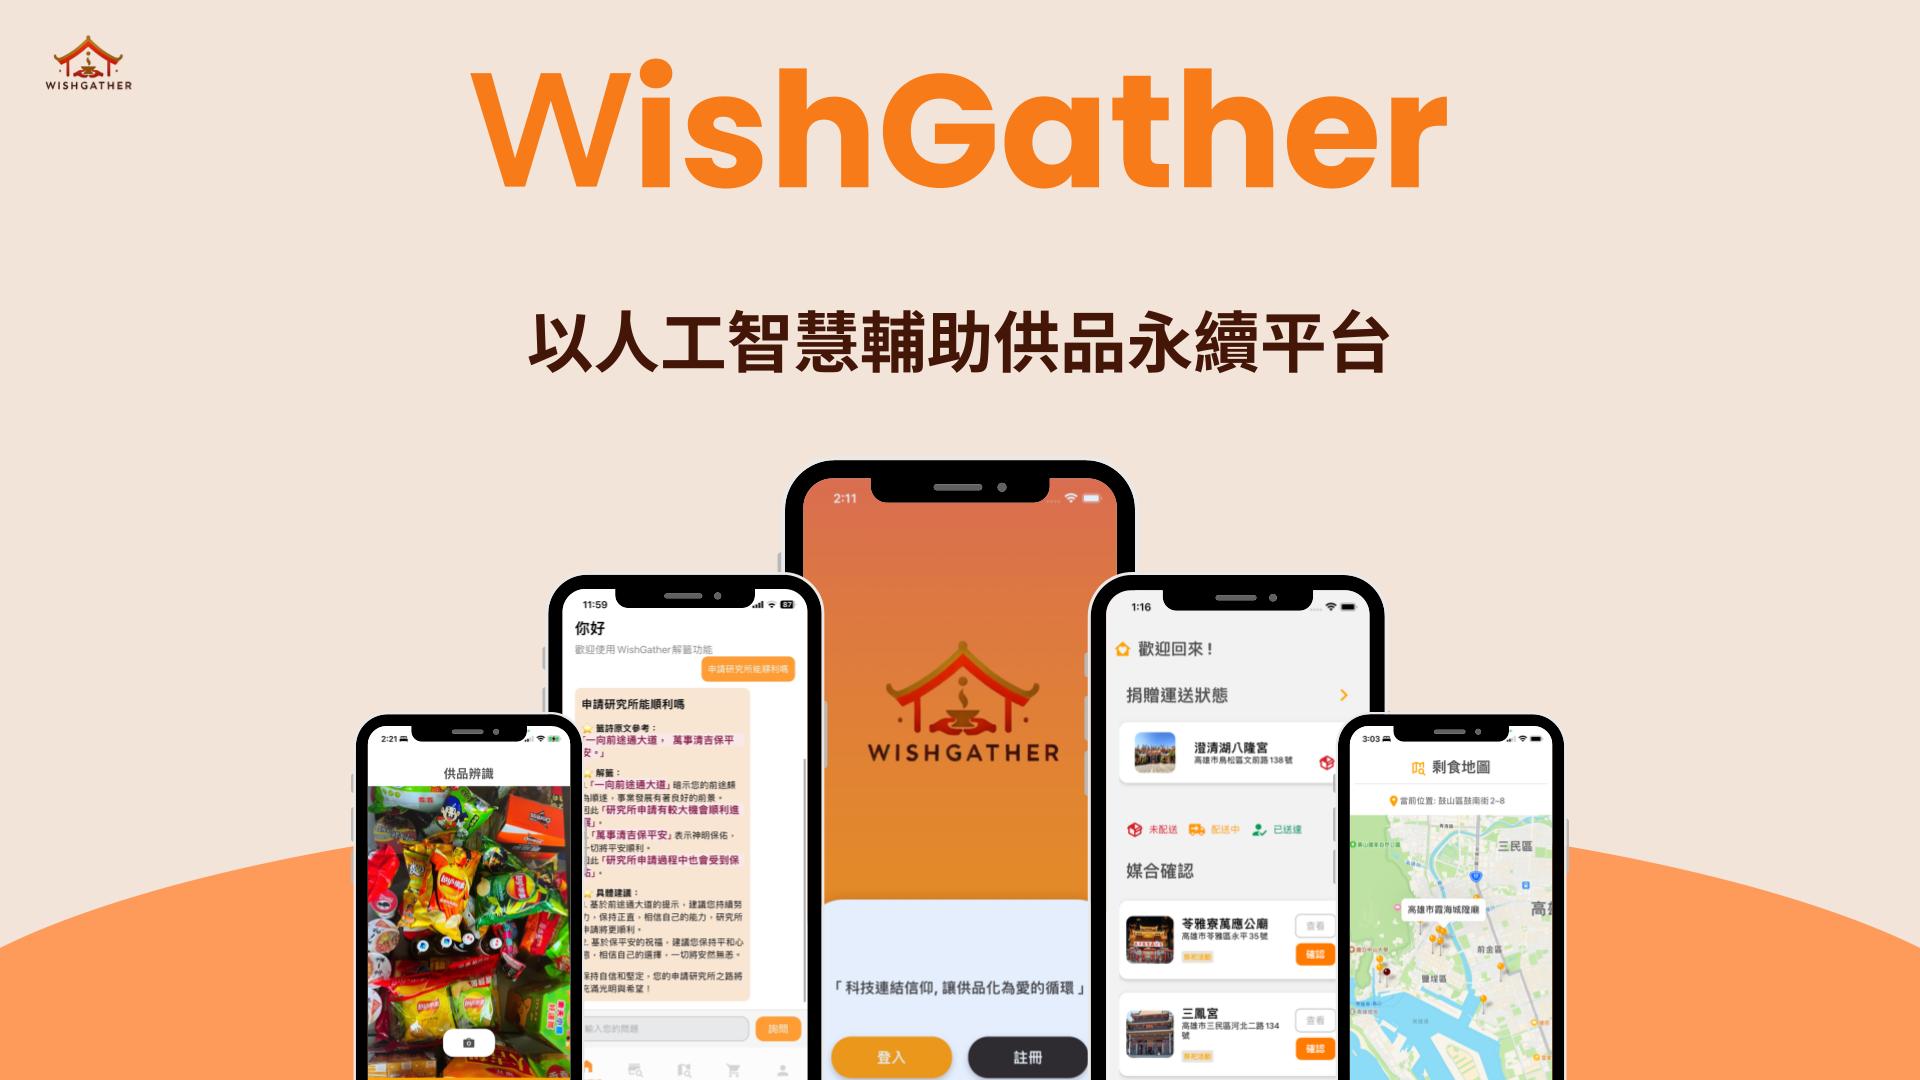 WISHGATHER
WishGather
以人工智慧輔助供品永續平台
2:11
WISHGATHER
「 科技連結信仰, 讓供品化為愛的循環 」
登入
註冊
11:59
87
你好
歡迎使用 WishGather解籤功能
申請研究所能順利嗎
申請研究所能順利嗎
籤詩原文參考：
「一向前途通大道， 萬事清吉保平
安。」
解籤：
「一向前途通大道」暗示您的前途頗
為順遂，事業發展有著良好的前景。
因此「研究所申請有較大機會順利進
展」。
「萬事清吉保平安」表示神明保佑，
一切將平安順利。
因此「研究所申請過程中也會受到保
佑」。
具體建議：
基於前途通大道的提示，建議您持續努
力，保持正直，相信自己的能力，研究所
申請將更順利。
2. 基於保平安的祝福，建議您保持平和心
態，相信自己的選擇，一切將安然無恙。
保持自信和堅定，您的申請研究所之路將
充滿光明與希望！
輸入您的問題
詢問
2:21
供品辨識
1:16
歡迎回來 !
捐贈運送狀態
澄清湖八隆宮
高雄市鳥松區文前路138號
未配送
配送中
已送達
媒合確認
苓雅寮萬應公廟
高雄市苓雅區永平35號
查看
確認
三鳳宮
高雄市三民區河北二路134
號
查看
確認
3:03
剩食地圖
當前位置: 鼓山區鼓南街2-8
三民區
高雄市霞海城隍廟
前金區
鹽埕區